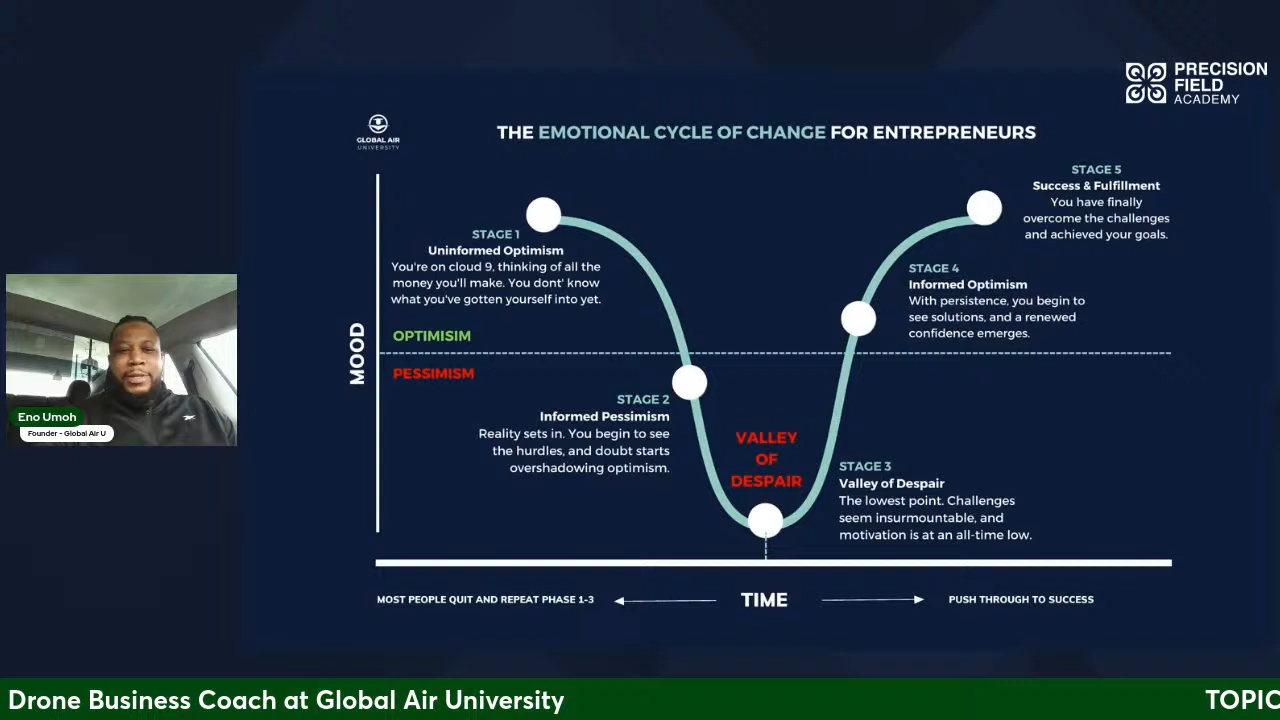 PRECISION
FIELD
ACADEMY
GLOBAL AIR
UNIVERSITY
THE EMOTIONAL CYCLE OF CHANGE FOR ENTREPRENEURS
STAGE 5
Success & Fulfillment
You have finally
overcome the challenges
and achieved your goals.
STAGE 1
Uninformed Optimism
You're on cloud 9, thinking of all the
money you'll make. You dont' know
what you've gotten yourself into yet.
STAGE 4
Informed Optimism
With persistence, you begin to
see solutions, and a renewed
confidence emerges.
MOOD
OPTIMISIM
PESSIMISM
STAGE 2
Informed Pessimism
Reality sets in. You begin to see
the hurdles, and doubt starts
overshadowing optimism.
VALLEY
OF
DESPAIR
STAGE 3
Valley of Despair
The lowest point. Challenges
seem insurmountable, and
motivation is at an all-time low.
MOST PEOPLE QUIT AND REPEAT PHASE 1-3
TIME
PUSH THROUGH TO SUCCESS
Eno Umoh
Founder - Global Air U
Drone Business Coach at Global Air University
TOPIC